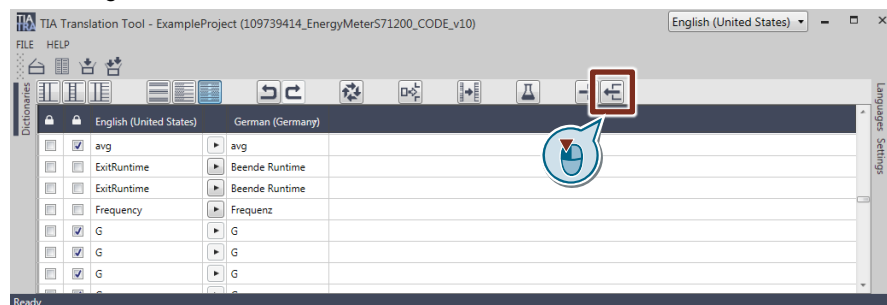 TIA Translation Tool - ExampleProject (109739414_EnergyMeterS71200_CODE_v10) English (United States)
FILE HELP
Dictionaries
Languages Settings
English (United States) German (Germany)
avg avg
ExitRuntime Beende Runtime
ExitRuntime Beende Runtime
Frequency Frequenz
G G
G G
G G
Ready